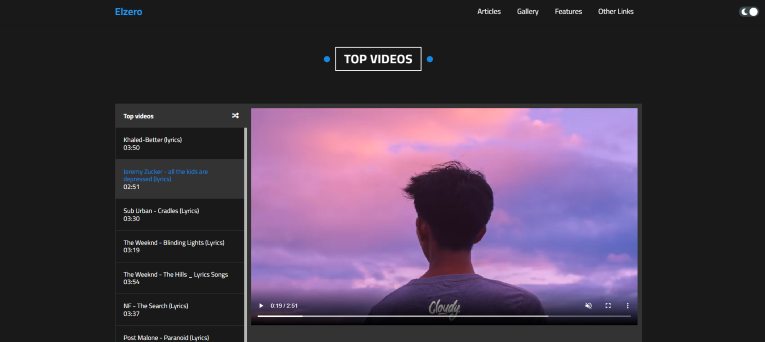 Elzero
Articles
Gallery
Features
Other Links
TOP VIDEOS
Top videos
Khaled-Better (lyrics)
03:50
Jeremy Zucker - all the kids are
depressed (lyrics)
02:51
Sub Urban - Cradles (Lyrics)
03:30
The Weeknd - Blinding Lights (Lyrics)
03:19
The Weeknd - The Hills _ Lyrics Songs
03:54
NF - The Search (Lyrics)
03:37
Post Malone - Paranoid (Lyrics)
Cloudy
0:19 / 2:51